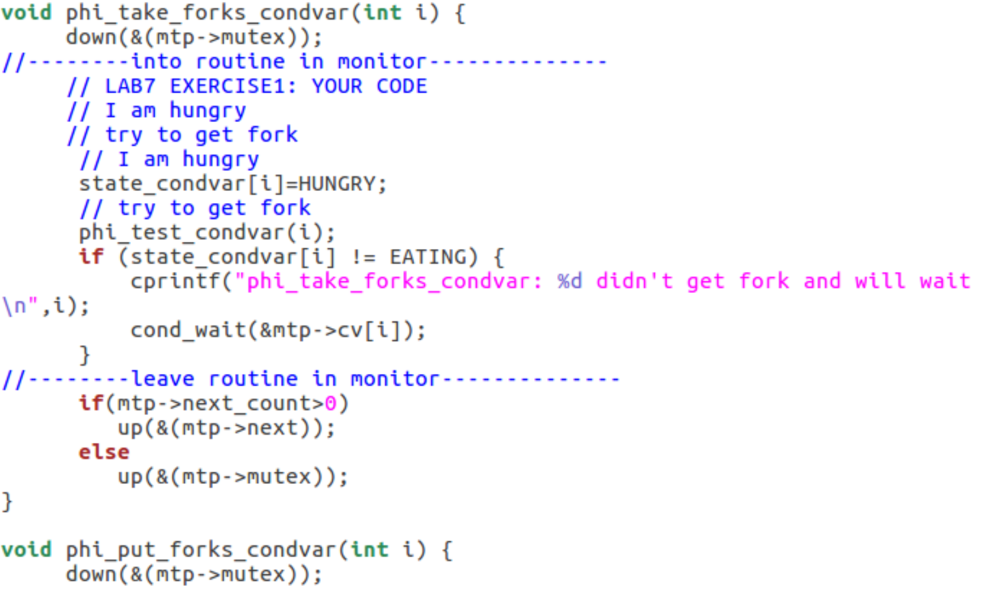 void phi_take_forks_condvar(int i) {
     down(&(mtp->mutex));
//--------into routine in monitor--------------
     // LAB7 EXERCISE1: YOUR CODE
     // I am hungry
     // try to get fork
      // I am hungry
      state_condvar[i]=HUNGRY;
      // try to get fork
      phi_test_condvar(i);
      if (state_condvar[i] != EATING) {
          cprintf("phi_take_forks_condvar: %d didn't get fork and will wait
\n",i);
          cond_wait(&mtp->cv[i]);
      }
//--------leave routine in monitor--------------
      if(mtp->next_count>0)
         up(&(mtp->next));
      else
         up(&(mtp->mutex));
}

void phi_put_forks_condvar(int i) {
     down(&(mtp->mutex));